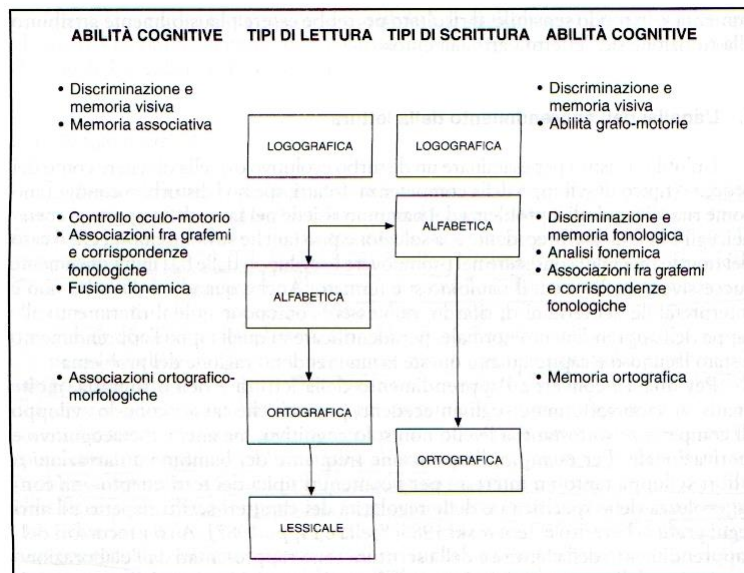 ABILITÀ COGNITIVE
TIPI DI LETTURA
TIPI DI SCRITTURA
ABILITÀ COGNITIVE
• Discriminazione e
memoria visiva
• Memoria associativa
LOGOGRAFICA
LOGOGRAFICA
• Discriminazione e
memoria visiva
• Abilità grafo-motorie
• Controllo oculo-motorio
• Associazioni fra grafemi
e corrispondenze
fonologiche
• Fusione fonemica
ALFABETICA
ALFABETICA
• Discriminazione e
memoria fonologica
• Analisi fonemica
• Associazioni fra grafemi
e corrispondenze
fonologiche
• Associazioni ortografico-
morfologiche
ORTOGRAFICA
ORTOGRAFICA
• Memoria ortografica
LESSICALE